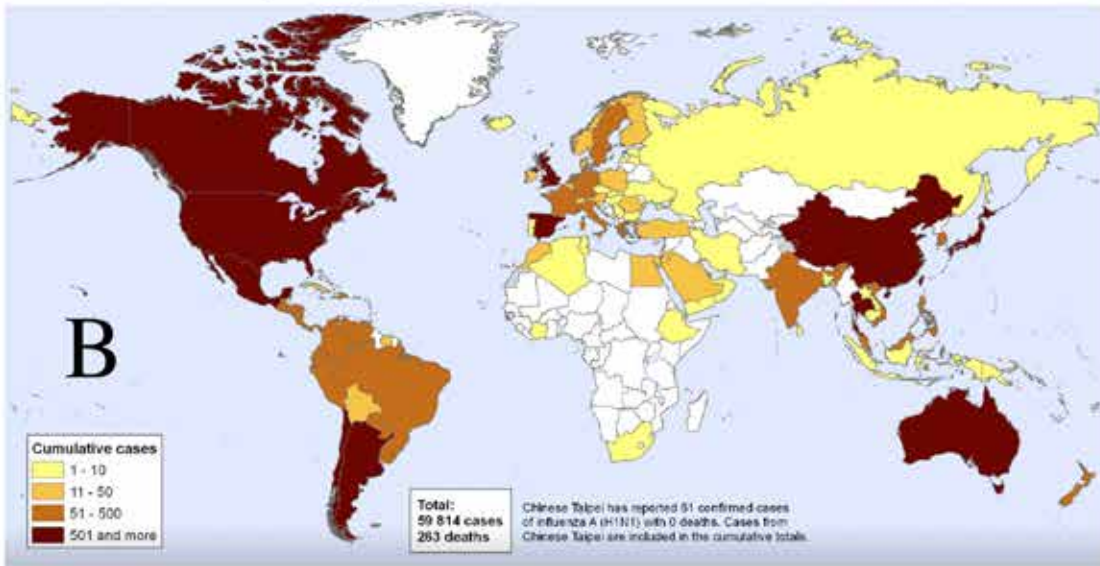 B
Cumulative cases
1 - 10
11 - 50
51 - 500
501 and more
Total:
59 814 cases
263 deaths
Chinese Taipei has reported 61 confirmed cases
of influenza A (H1N1) with 0 deaths. Cases from
Chinese Taipei are included in the cumulative totals.